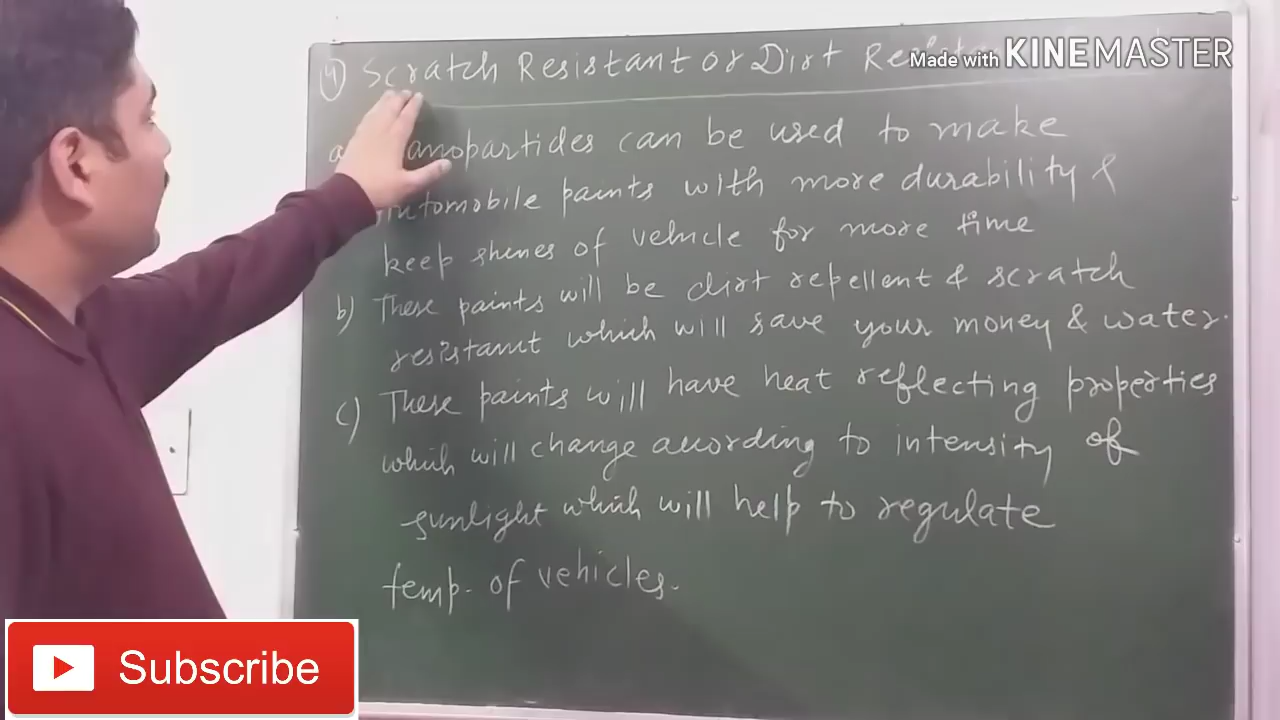 (4) Scratch Resistant or Dirt
Made with KINEMASTER
a) nanopartides can be used to make
Automobile paints with more durability &
keep shines of vehicle for more time
b) These paints will be dirt repellent & scratch
resistant which will save your money & water.
c) These paints will have heat reflecting properties
which will change according to intensity of
sunlight which will help to regulate
temp. of vehicles.
Subscribe